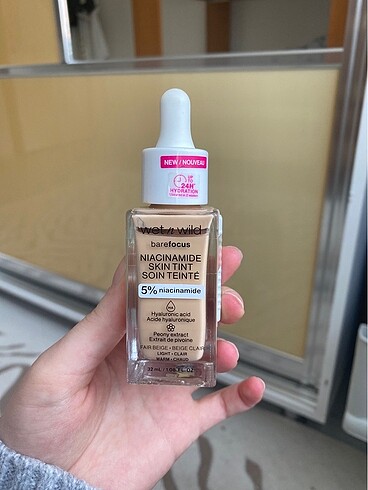 NEW / NOUVEAU
UP TO
24H*
HYDRATION
wet n wild
barefocus
NIACINAMIDE
SKIN TINT
SOIN TEINTÉ
5% niacinamide
Hyaluronic acid
Acide hyaluronique
Peony extract
Extrait de pivoine
FAIR BEIGE • BEIGE CLAIR
LIGHT • CLAIR
WARM • CHAUD
32 mL / 1.08 FL. OZ.